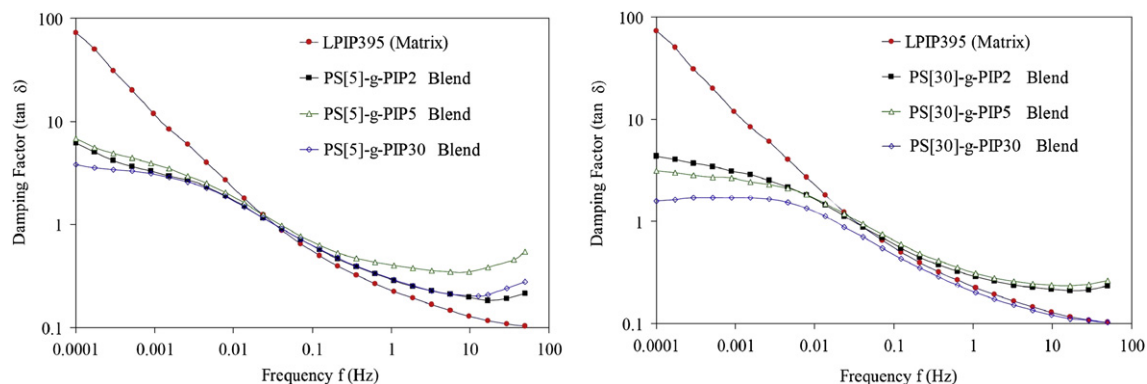 100
10
1
0.1
Damping Factor (tan δ)
LPIP395 (Matrix)
PS[5]-g-PIP2 Blend
PS[5]-g-PIP5 Blend
PS[5]-g-PIP30 Blend
0.0001 0.001 0.01 0.1 1 10 100
Frequency f (Hz)
100
10
1
0.1
Damping Factor (tan δ)
LPIP395 (Matrix)
PS[30]-g-PIP2 Blend
PS[30]-g-PIP5 Blend
PS[30]-g-PIP30 Blend
0.0001 0.001 0.01 0.1 1 10 100
Frequency f (Hz)